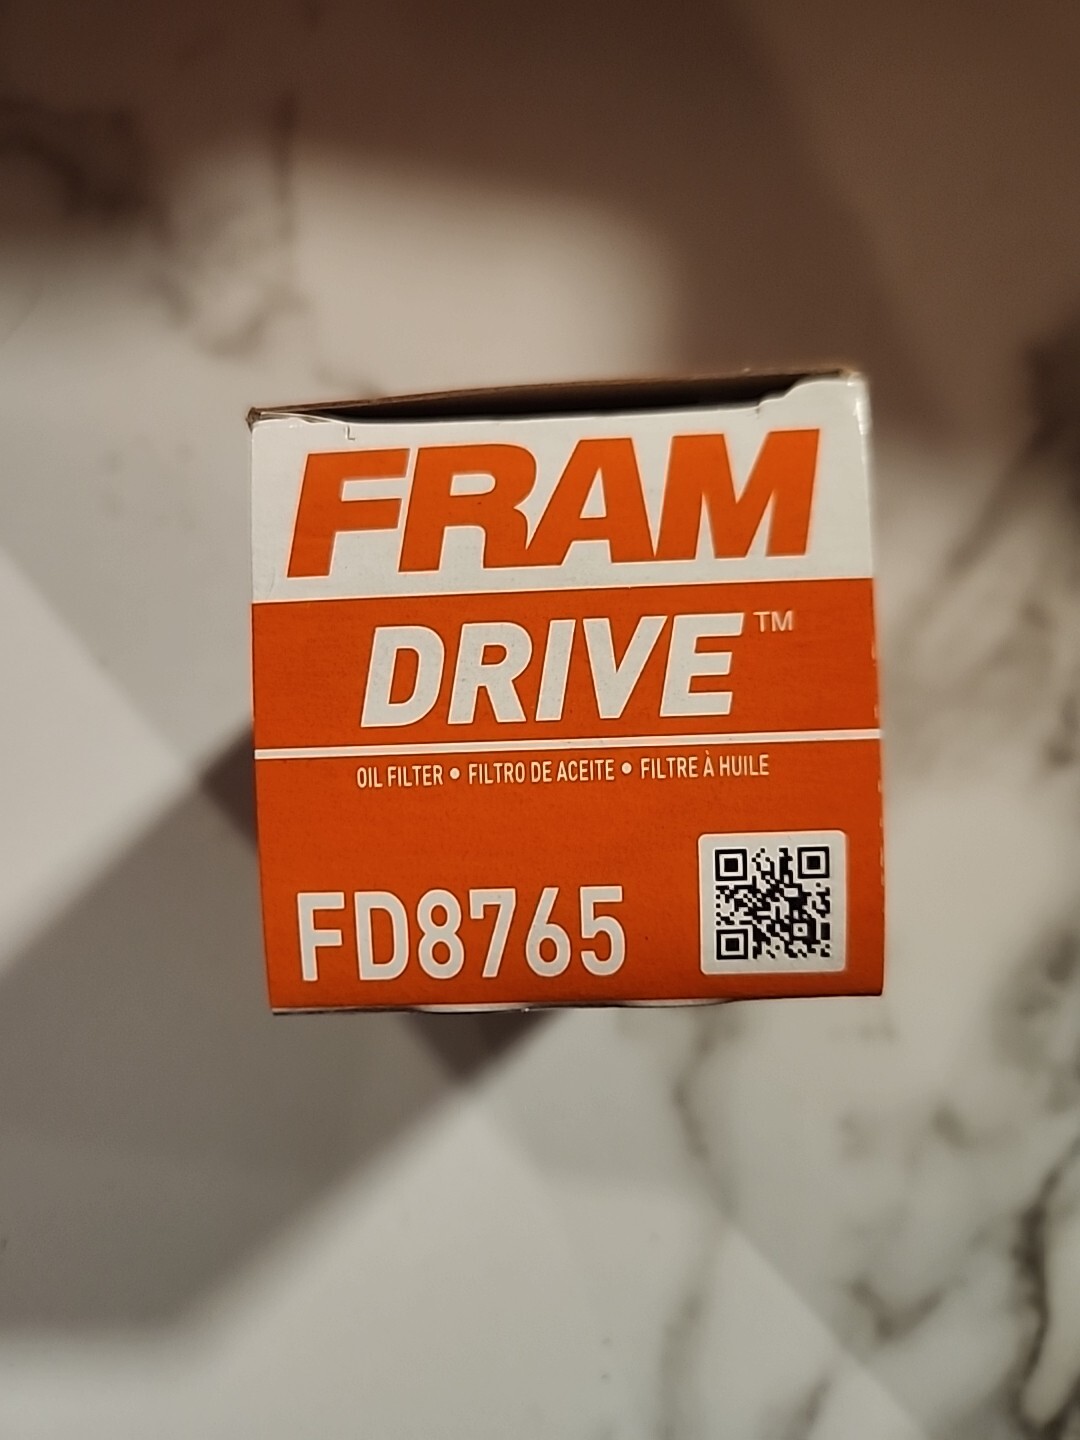 FRAM
DRIVE™
OIL FILTER • FILTRO DE ACEITE • FILTRE À HUILE
FD8765